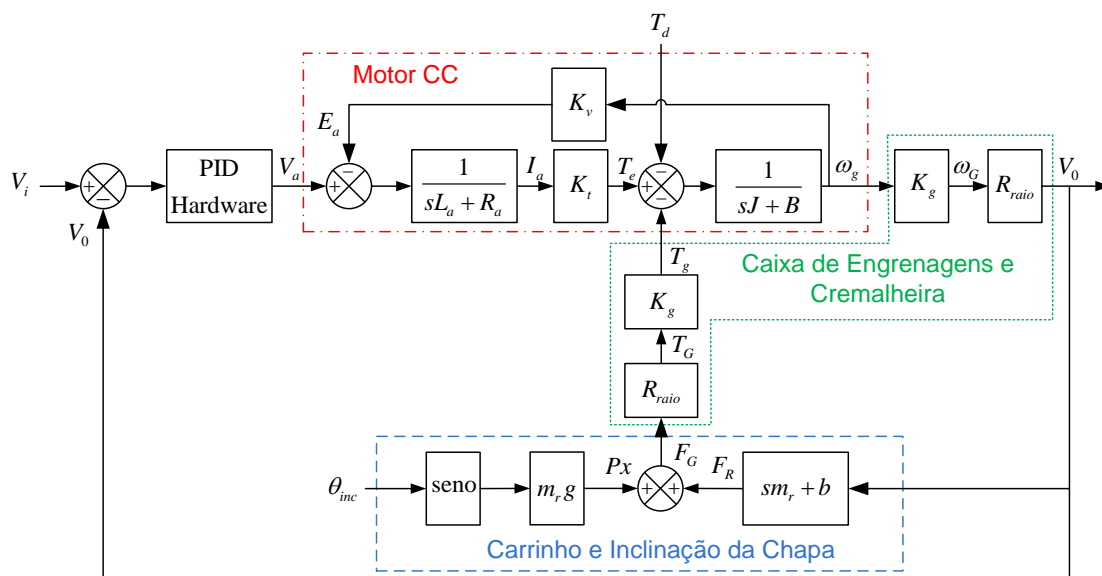 T_d
Motor CC
K_v
E_a
V_i
+
−
PID
Hardware
V_a
+
−
1
sL_a + R_a
I_a
K_t
T_e
+
−
−
1
sJ + B
ω_g
K_g
ω_G
R_raio
V_0
V_0
T_g
Caixa de Engrenagens e
Cremalheira
K_g
T_G
R_raio
F_G
θ_inc
seno
m_r g
Px
+
+
F_R
sm_r + b
Carrinho e Inclinação da Chapa